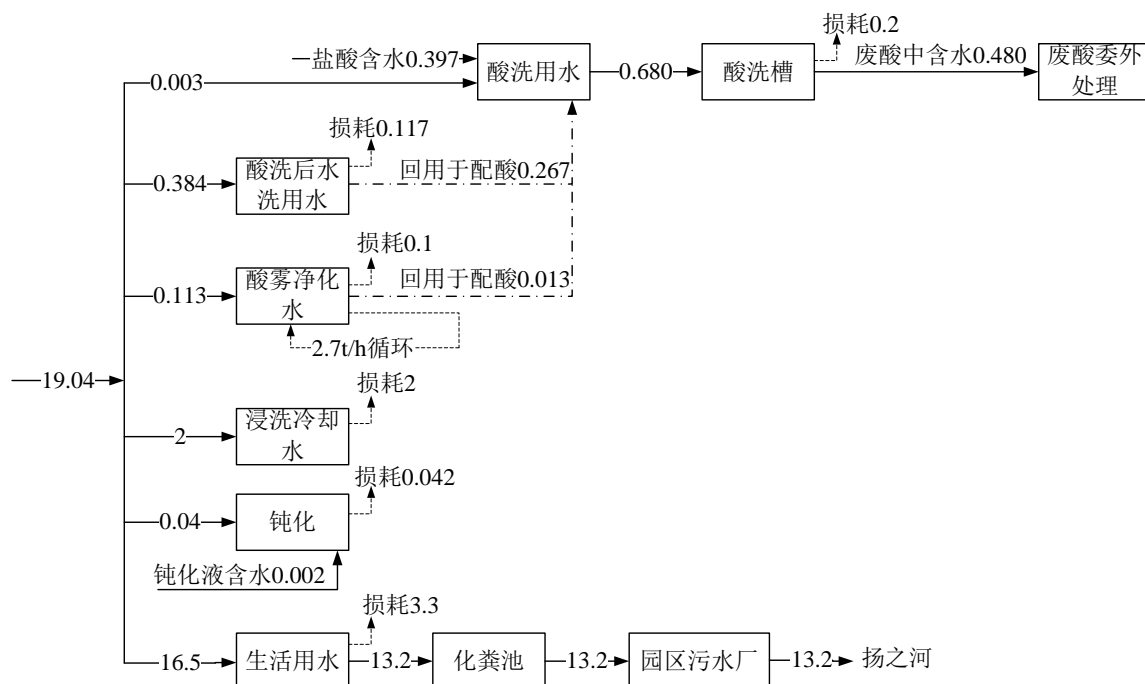 损耗0.2
盐酸含水0.397
废酸中含水0.480
酸洗用水
0.680
酸洗槽
废酸委外
处理
0.003
损耗0.117
酸洗后水
洗用水
0.384
回用于配酸0.267
损耗0.1
酸雾净化
水
0.113
回用于配酸0.013
2.7t/h循环
19.04
损耗2
浸洗冷却
水
2
损耗0.042
0.04
钝化
钝化液含水0.002
损耗3.3
16.5
生活用水
13.2
化粪池
13.2
园区污水厂
13.2
扬之河